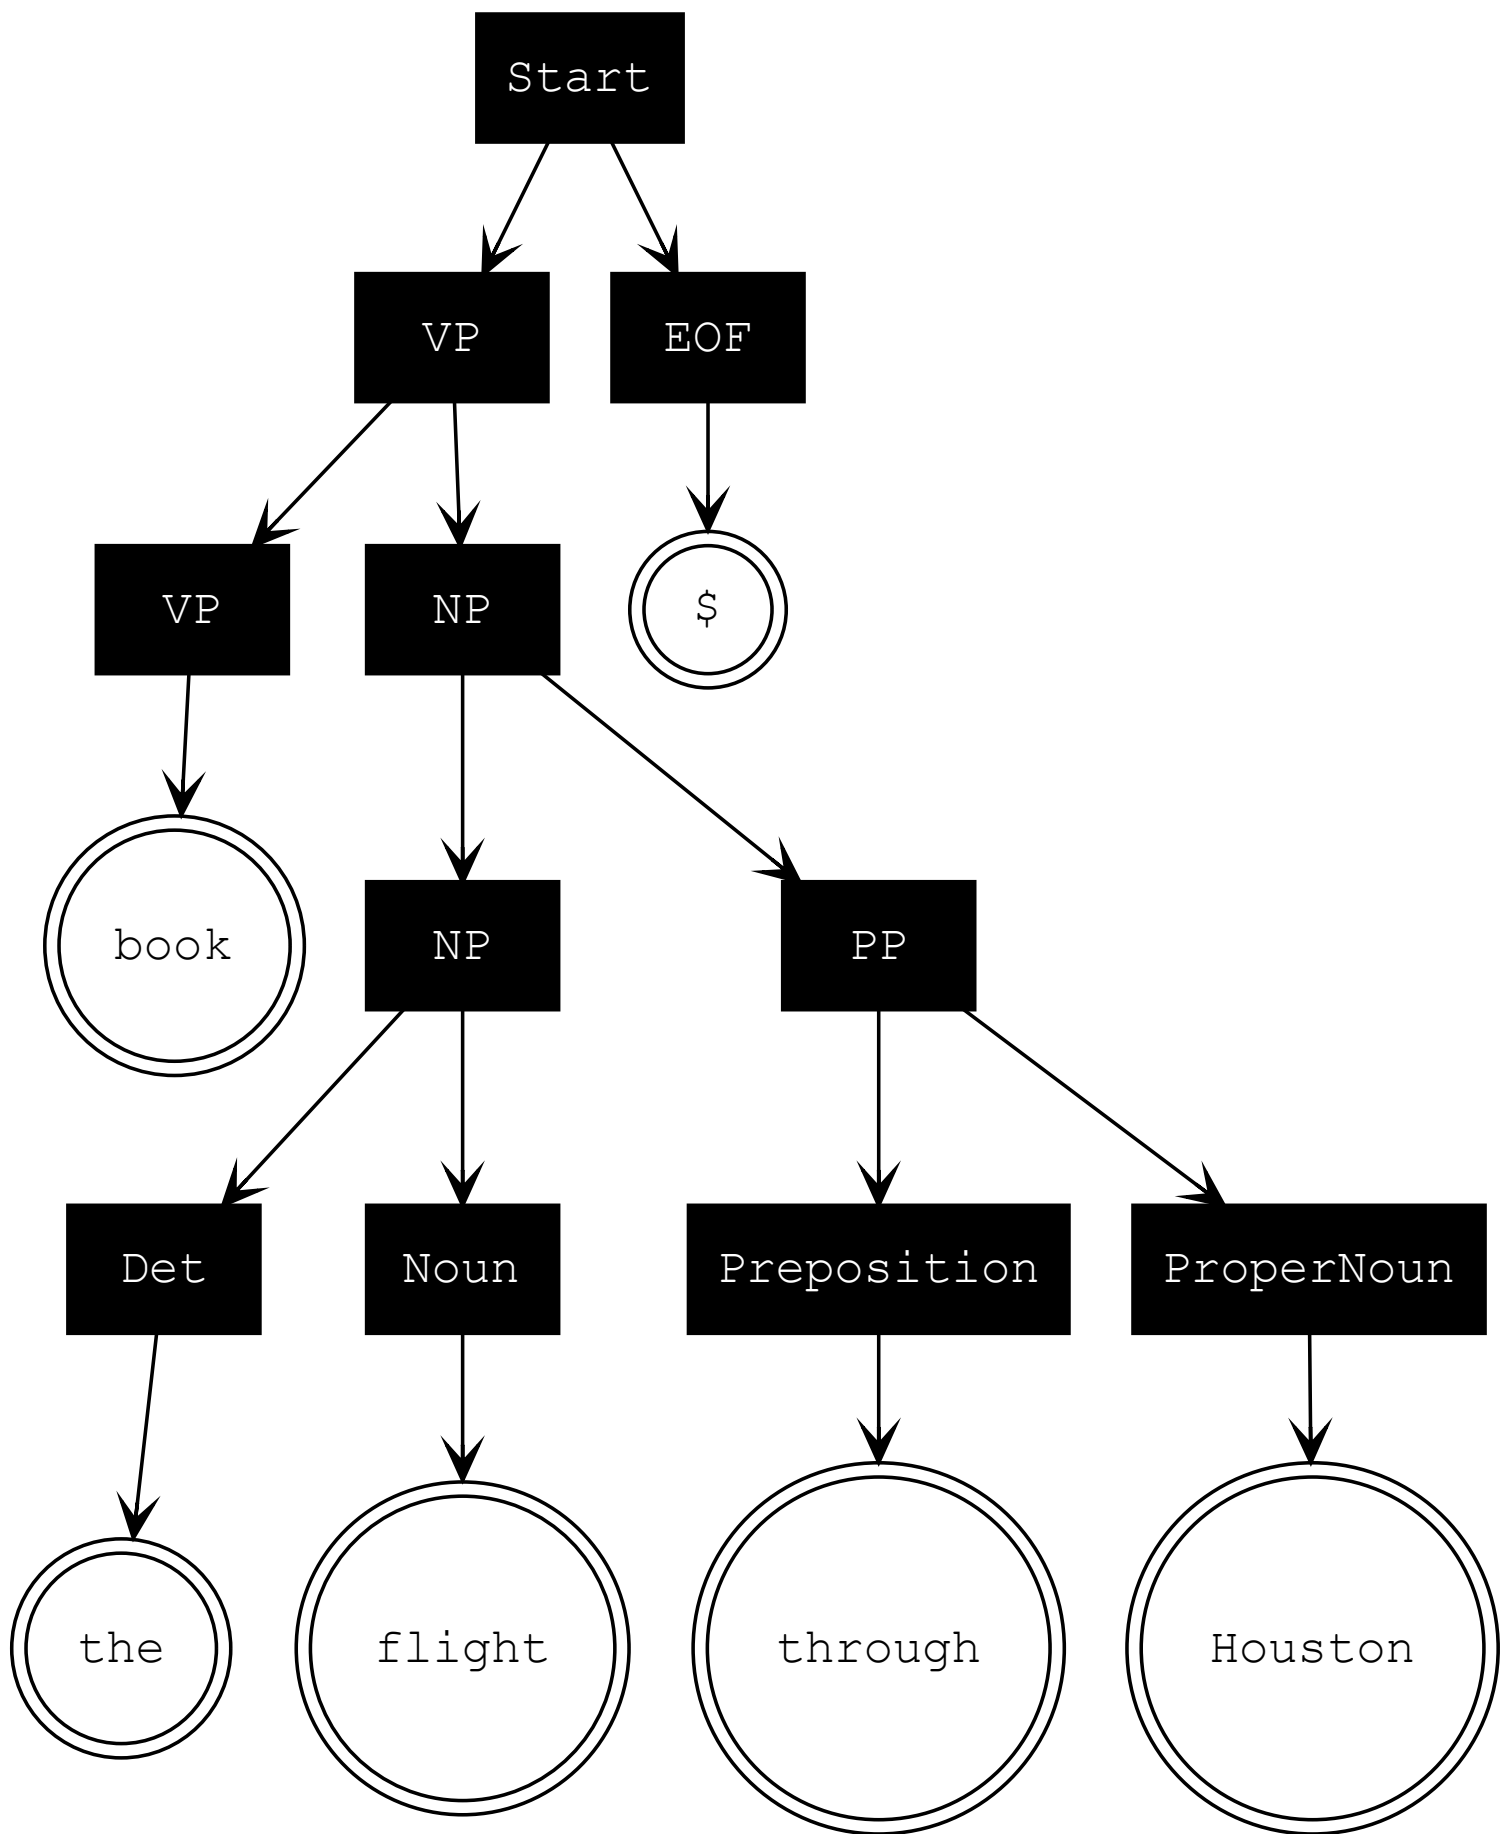 Start
VP EOF
VP NP $
book NP PP
Det Noun Preposition ProperNoun
the flight through Houston